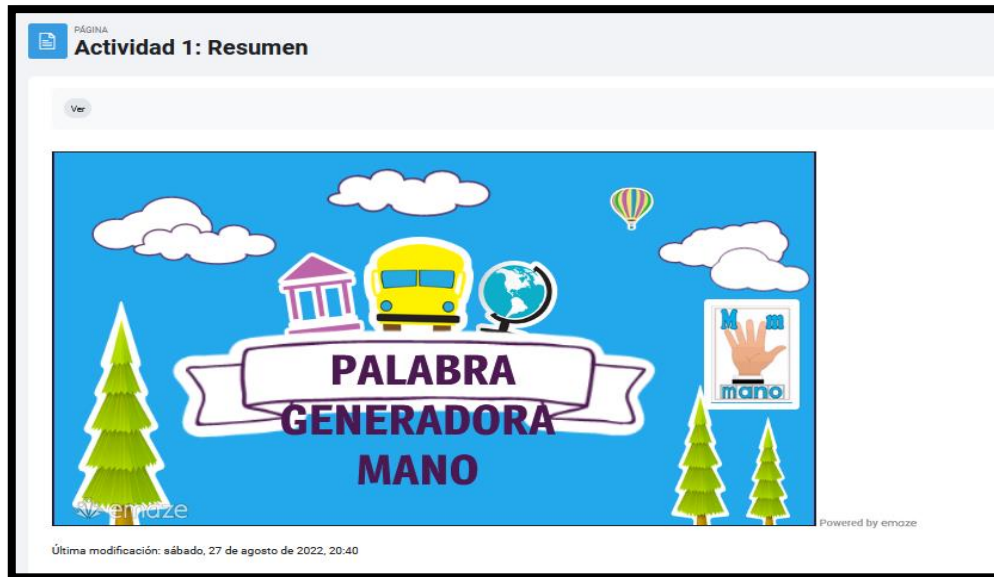 PÁGINA
Actividad 1: Resumen
Ver
PALABRA
GENERADORA
MANO
M m
mano
emaze
Powered by emaze
Última modificación: sábado, 27 de agosto de 2022, 20:40